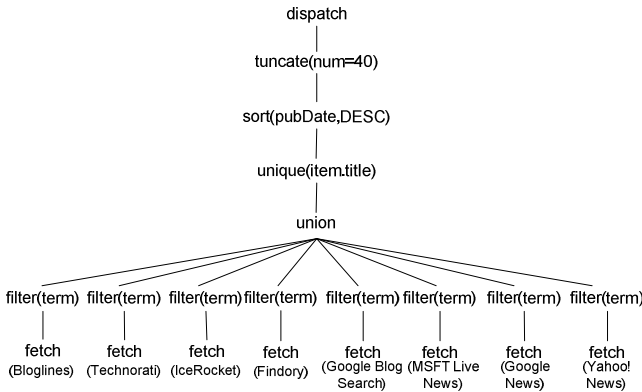 dispatch
tuncate(num=40)
sort(pubDate,DESC)
unique(item.title)
union
filter(term) filter(term) filter(term) filter(term) filter(term) filter(term) filter(term) filter(term)
fetch fetch fetch fetch fetch fetch fetch fetch
(Bloglines) (Technorati) (IceRocket) (Findory) (Google Blog (MSFT Live (Google (Yahoo!
Search) News) News) News)